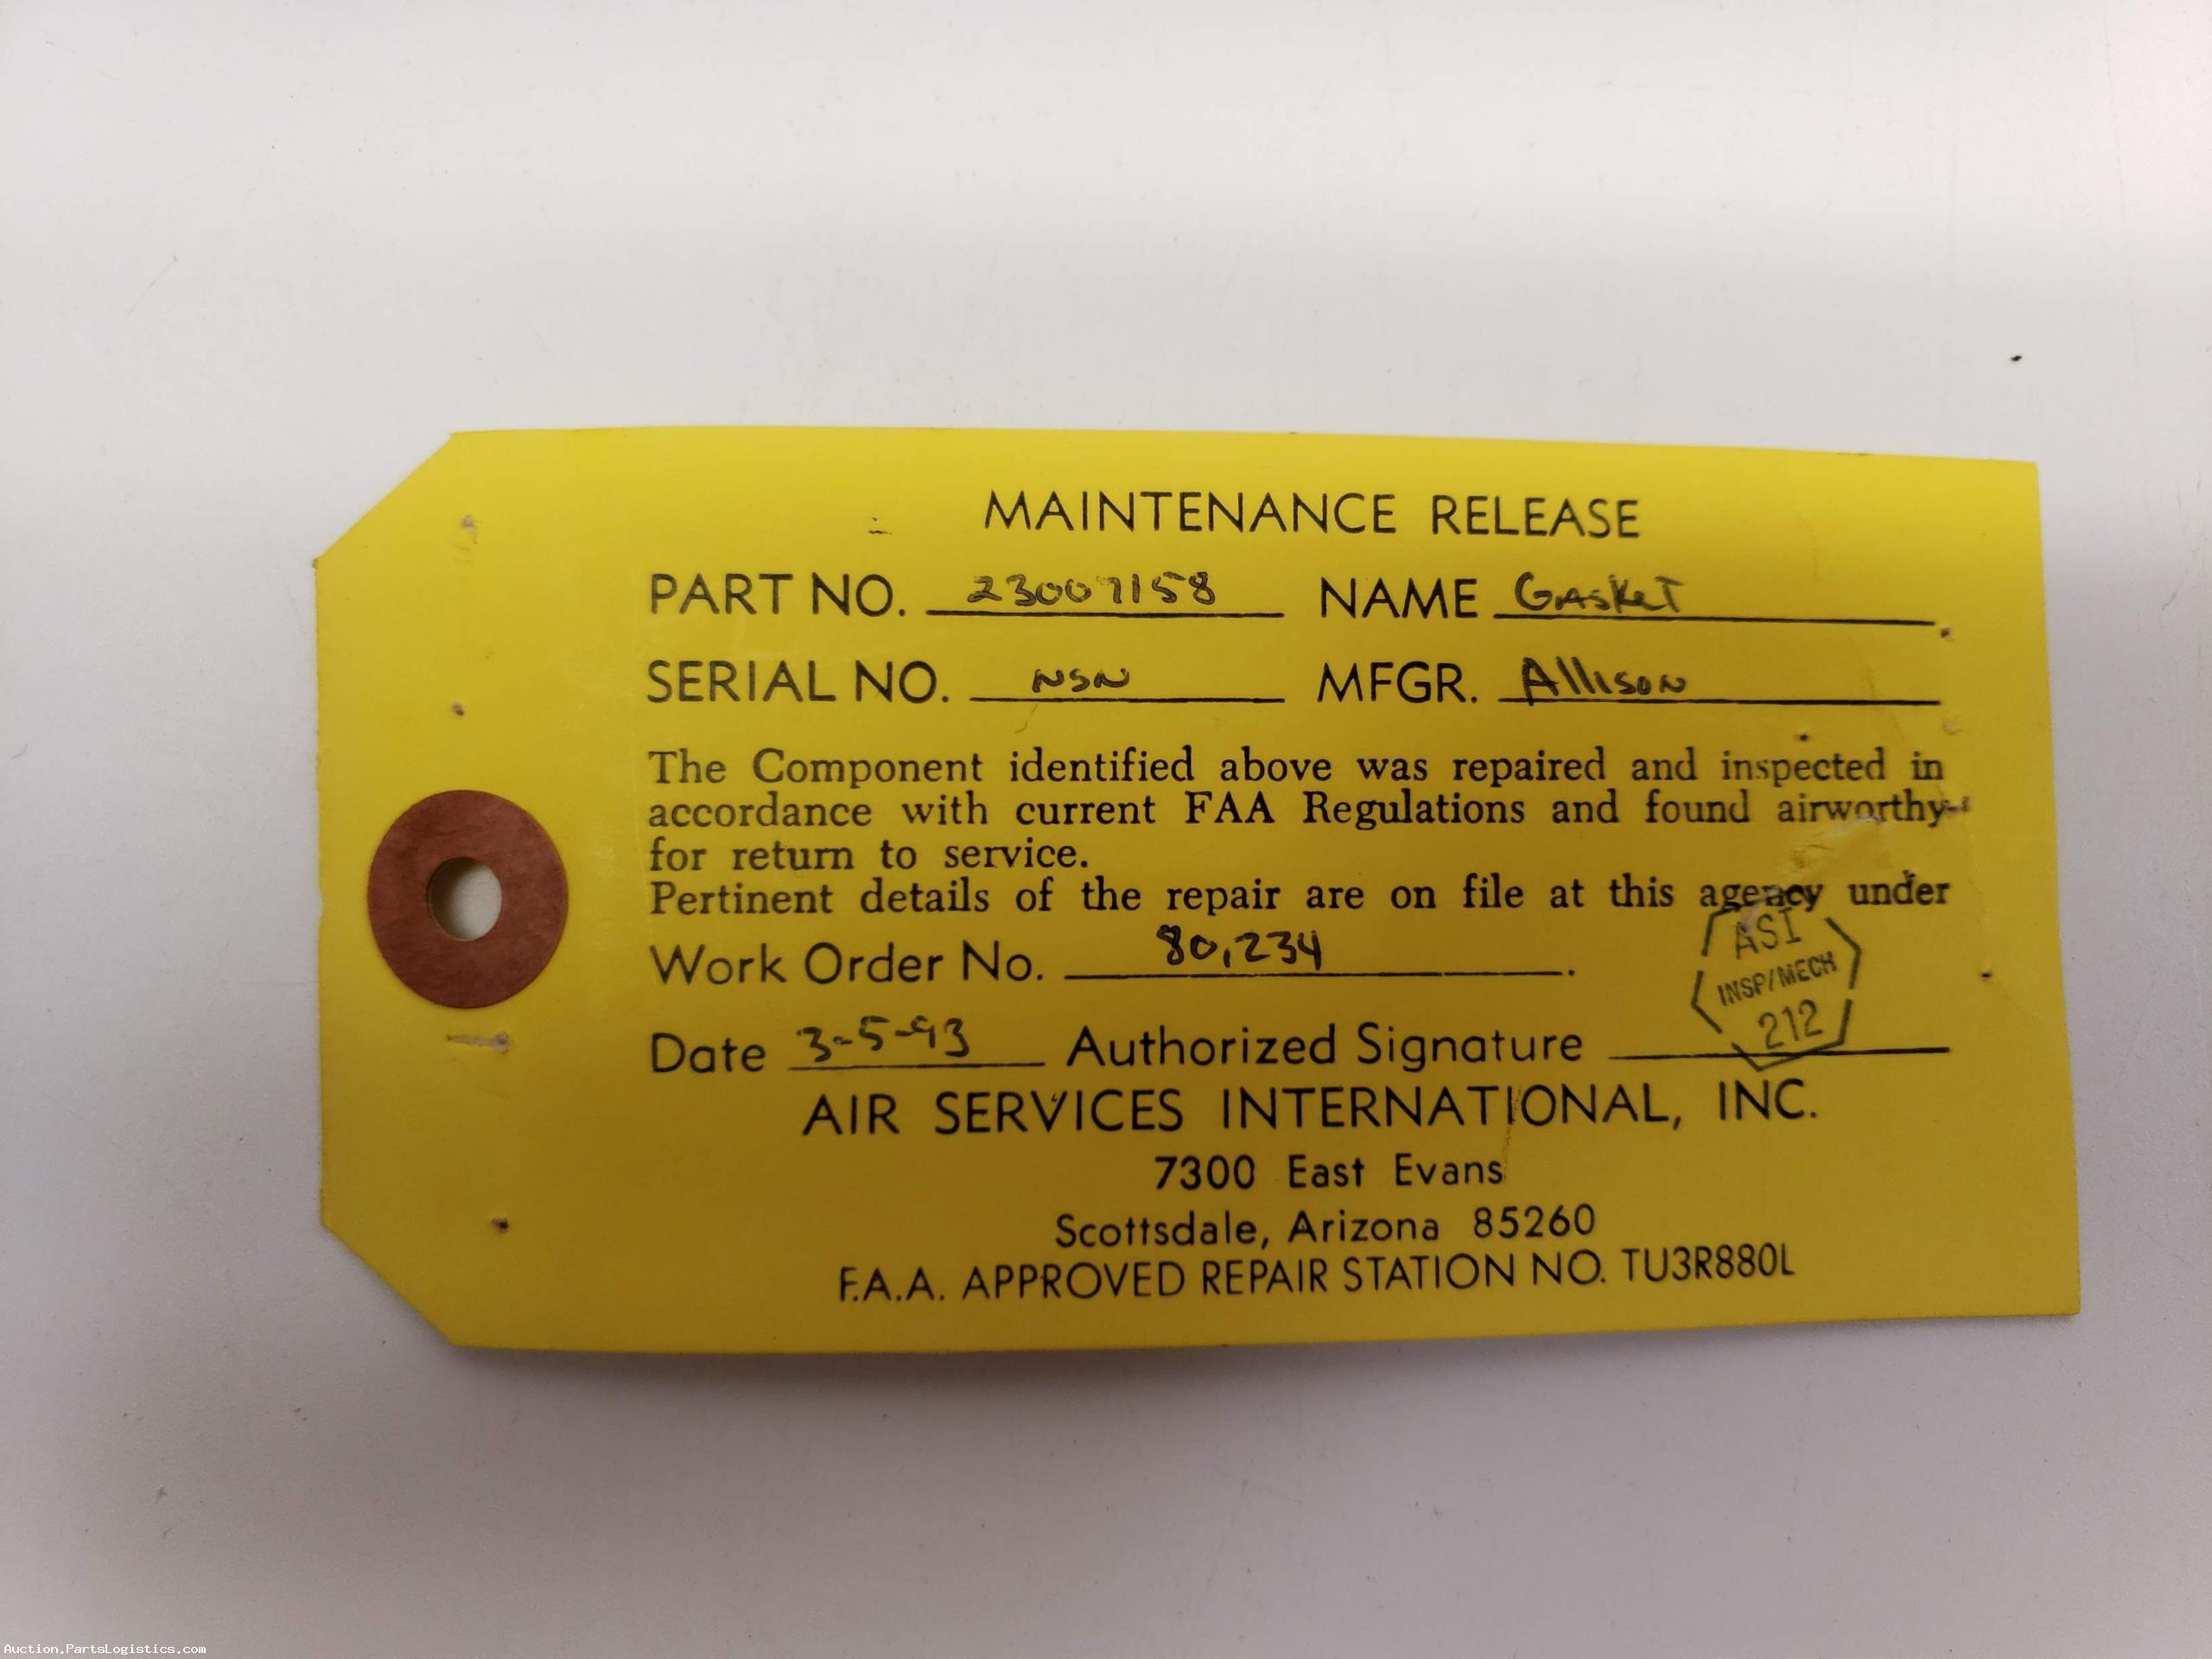 MAINTENANCE RELEASE
PART NO. 23007158 NAME GASKET
SERIAL NO. NSN MFGR. Allison
The Component identified above was repaired and inspected in
accordance with current FAA Regulations and found airworthy
for return to service.
Pertinent details of the repair are on file at this agency under
Work Order No. 80,234.
ASI
INSP/MECH
212
Date 3-5-93 Authorized Signature
AIR SERVICES INTERNATIONAL, INC.
7300 East Evans
Scottsdale, Arizona 85260
F.A.A. APPROVED REPAIR STATION NO. TU3R880L
Auction.PartsLogistics.com